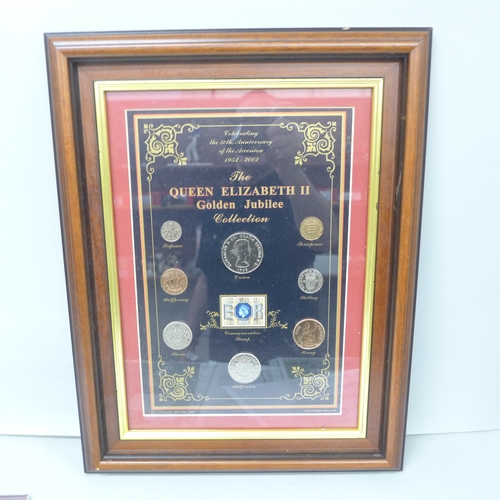 Celebrating
the 50th Anniversary
of the Accession
1952 - 2002
The
QUEEN ELIZABETH II
Golden Jubilee
Collection
Sixpence
Threepence
Crown
Halfpenny
Shilling
Commemorative
Stamp
Florin
Penny
Halfcrown